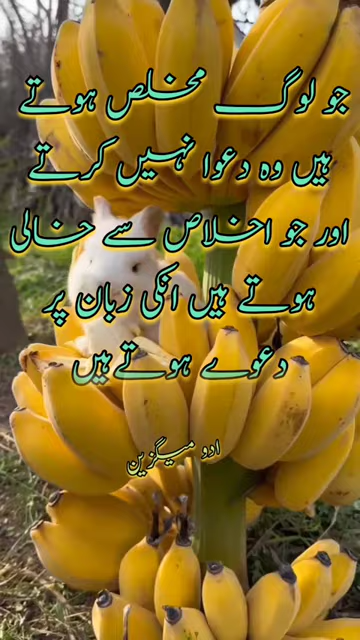 جو لوگ مخلص ہوتے
ہیں وہ دعوا نہیں کرتے
اور جو اخلاص سے خالی
ہوتے ہیں انکی زبان پر
دعوے ہوتے ہیں
ادو میگزین